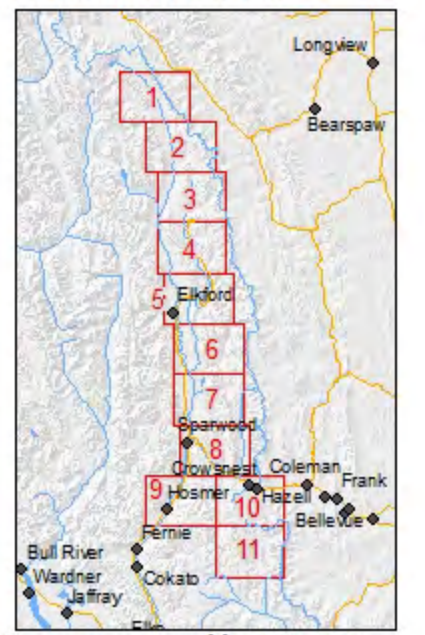 Longview
1
Bearspaw
2
3
4
5
Elkford
6
7
Sparwood
8
Crowsnest
Coleman
9
Hosmer
Frank
10
Hazell
Bellevue
Fernie
11
Bull River
Wardner
Cokato
Jaffray